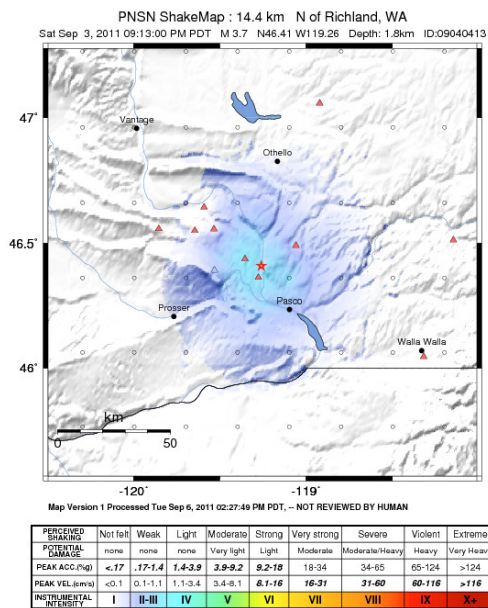 PNSN ShakeMap : 14.4 km N of Richland, WA
Sat Sep 3, 2011 09:13:00 PM PDT M 3.7 N46.41 W119.26 Depth: 1.8km ID:09040413
47°
Vantage
Othello
46.5°
Prosser
Pasco
Walla Walla
46°
km
0 50
-120° -119°
Map Version 1 Processed Tue Sep 6, 2011 02:27:49 PM PDT, -- NOT REVIEWED BY HUMAN
PERCEIVED SHAKING Not felt Weak Light Moderate Strong Very strong Severe Violent Extreme
POTENTIAL DAMAGE none none none Very light Light Moderate Moderate/Heavy Heavy Very Heavy
PEAK ACC.(%g) <.17 .17-1.4 1.4-3.9 3.9-9.2 9.2-18 18-34 34-65 65-124 >124
PEAK VEL.(cm/s) <0.1 0.1-1.1 1.1-3.4 3.4-8.1 8.1-16 16-31 31-60 60-116 >116
INSTRUMENTAL INTENSITY I II-III IV V VI VII VIII IX X+